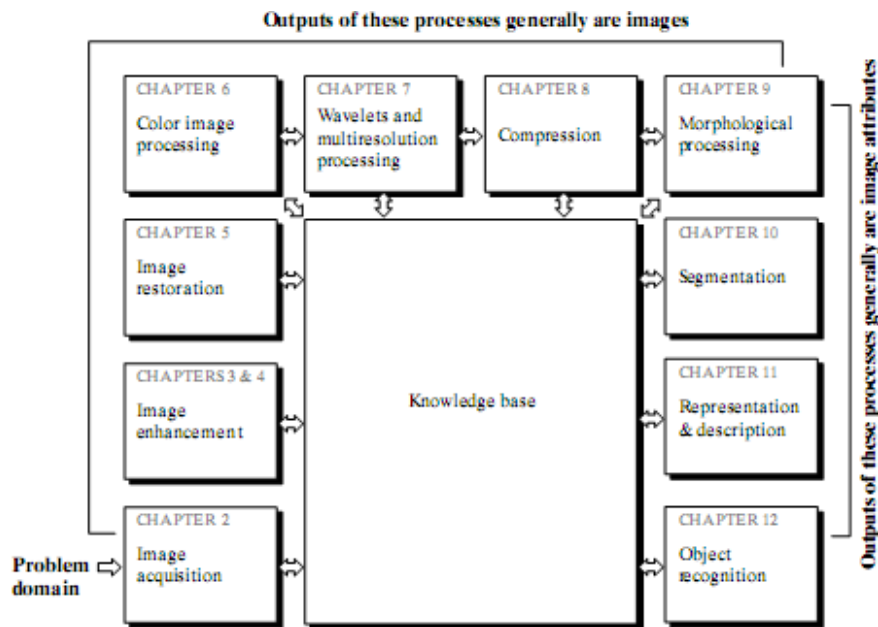 Outputs of these processes generally are images
CHAPTER 6
Color image
processing
CHAPTER 7
Wavelets and
multiresolution
processing
CHAPTER 8
Compression
CHAPTER 9
Morphological
processing
CHAPTER 5
Image
restoration
CHAPTER 10
Segmentation
CHAPTERS 3 & 4
Image
enhancement
Knowledge base
CHAPTER 11
Representation
& description
CHAPTER 2
Image
acquisition
CHAPTER 12
Object
recognition
Problem
domain
Outputs of these processes generally are image attributes